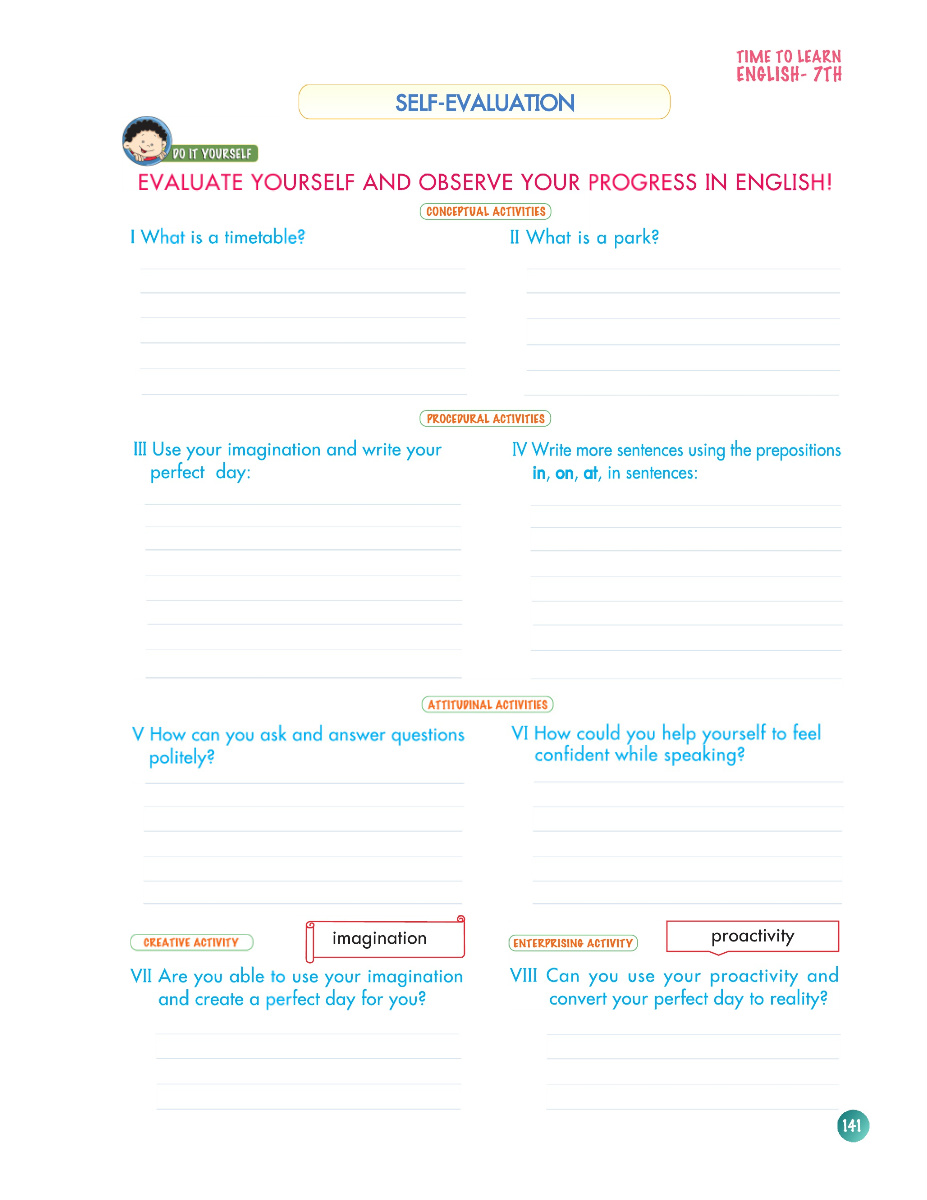 TIME TO LEARN
ENGLISH- 7TH
SELF-EVALUATION
DO IT YOURSELF
EVALUATE YOURSELF AND OBSERVE YOUR PROGRESS IN ENGLISH!
CONCEPTUAL ACTIVITIES
I What is a timetable?
II What is a park?
PROCEDURAL ACTIVITIES
III Use your imagination and write your
perfect day:
IV Write more sentences using the prepositions
in, on, at, in sentences:
ATTITUDINAL ACTIVITIES
V How can you ask and answer questions
politely?
VI How could you help yourself to feel
confident while speaking?
CREATIVE ACTIVITY
imagination
VII Are you able to use your imagination
and create a perfect day for you?
ENTERPRISING ACTIVITY
proactivity
VIII Can you use your proactivity and
convert your perfect day to reality?
141